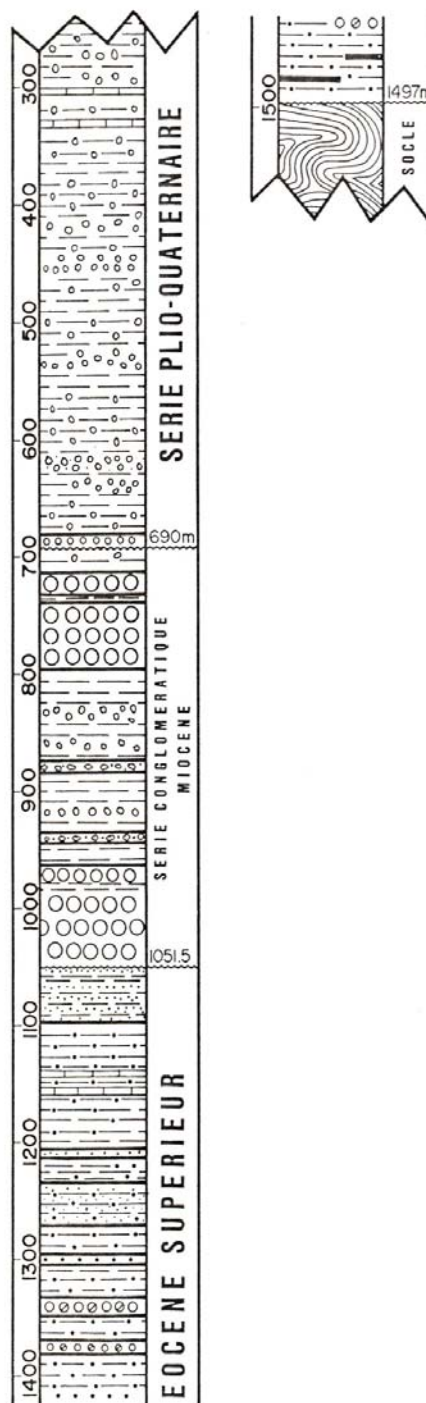 300
400
500
600
700
800
900
1000
1100
1200
1300
1400
SERIE PLIO-QUATERNAIRE
690m
SERIE CONGLOMERATIQUE
MIOCENE
1051.5
EOCENE SUPERIEUR
1500
1497m
SOCLE